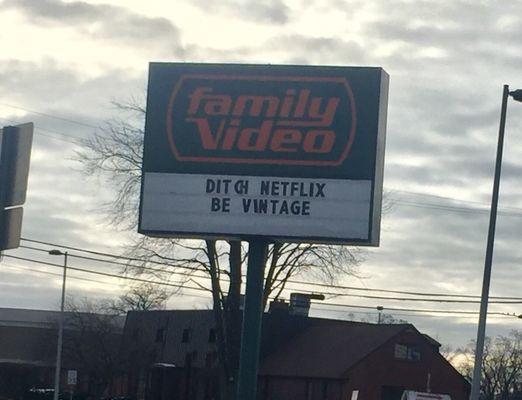 family
Video
DITCH NETFLIX
BE VINTAGE